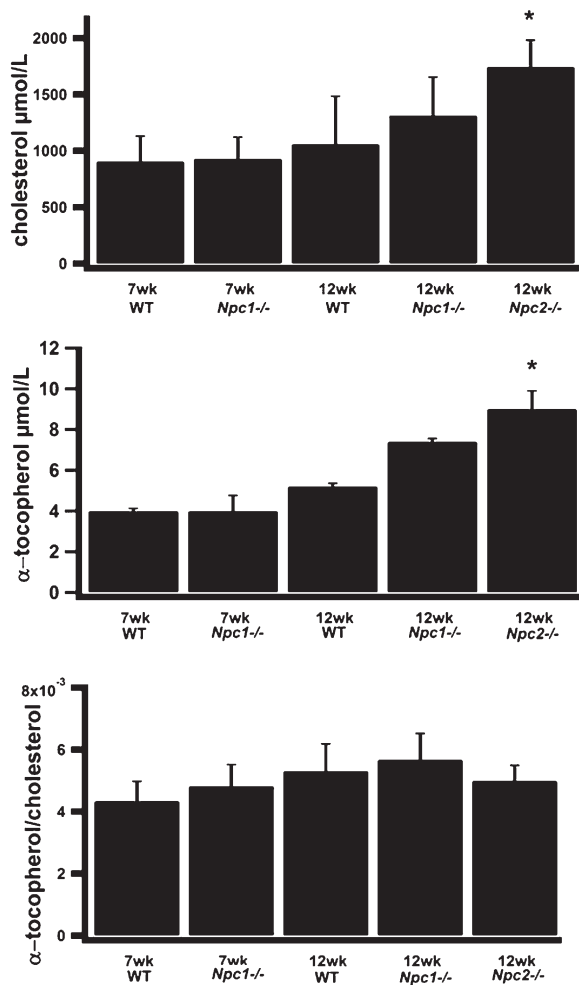 *
cholesterol µmol/L
2000
1500
1000
500
0
7wk 7wk 12wk 12wk 12wk
WT Npc1-/- WT Npc1-/- Npc2-/-
*
α−tocopherol µmol/L
12
10
8
6
4
2
0
7wk 7wk 12wk 12wk 12wk
WT Npc1-/- WT Npc1-/- Npc2-/-
α−tocopherol/cholesterol
8x10⁻³
6
4
2
0
7wk 7wk 12wk 12wk 12wk
WT Npc1-/- WT Npc1-/- Npc2-/-